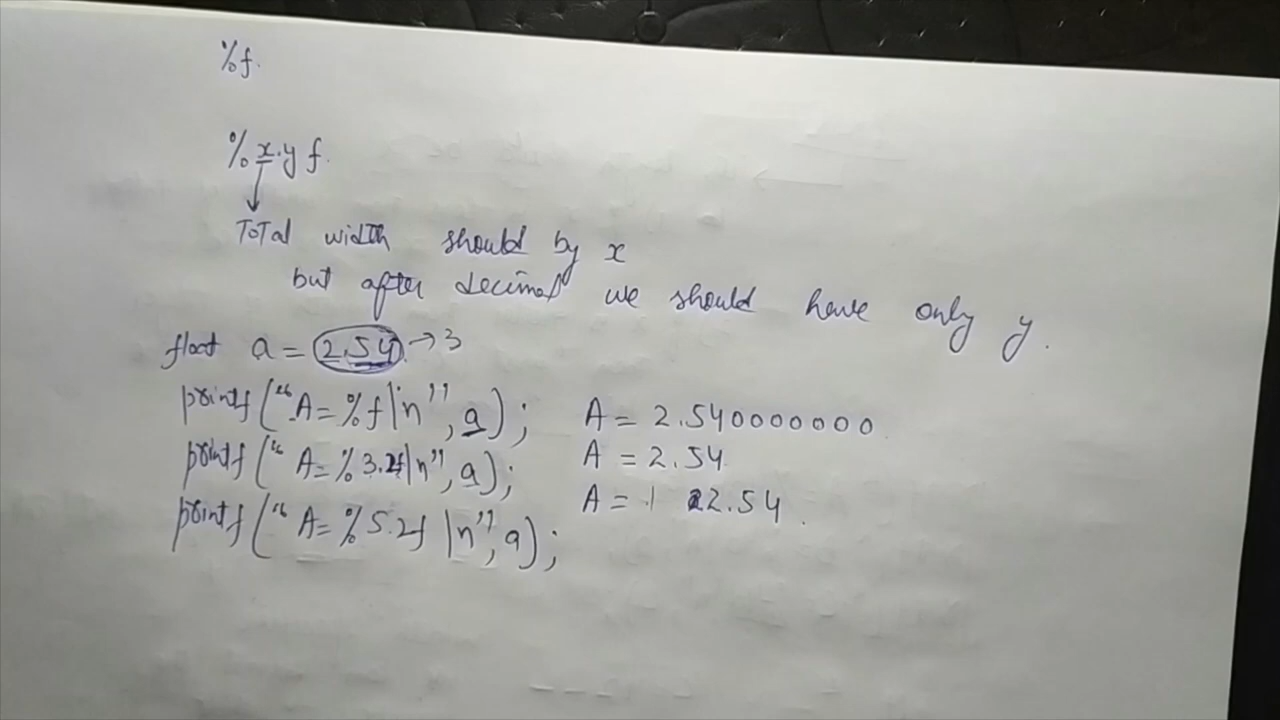 %f.
%x.y f.
Total width should by x
but after decimal we should have only y.
float a = 2.54 → 3
printf("A=%f\n", a); A = 2.540000000
printf("A=%3.2f\n", a); A = 2.54
printf("A=%5.2f\n", a); A = 2.54.